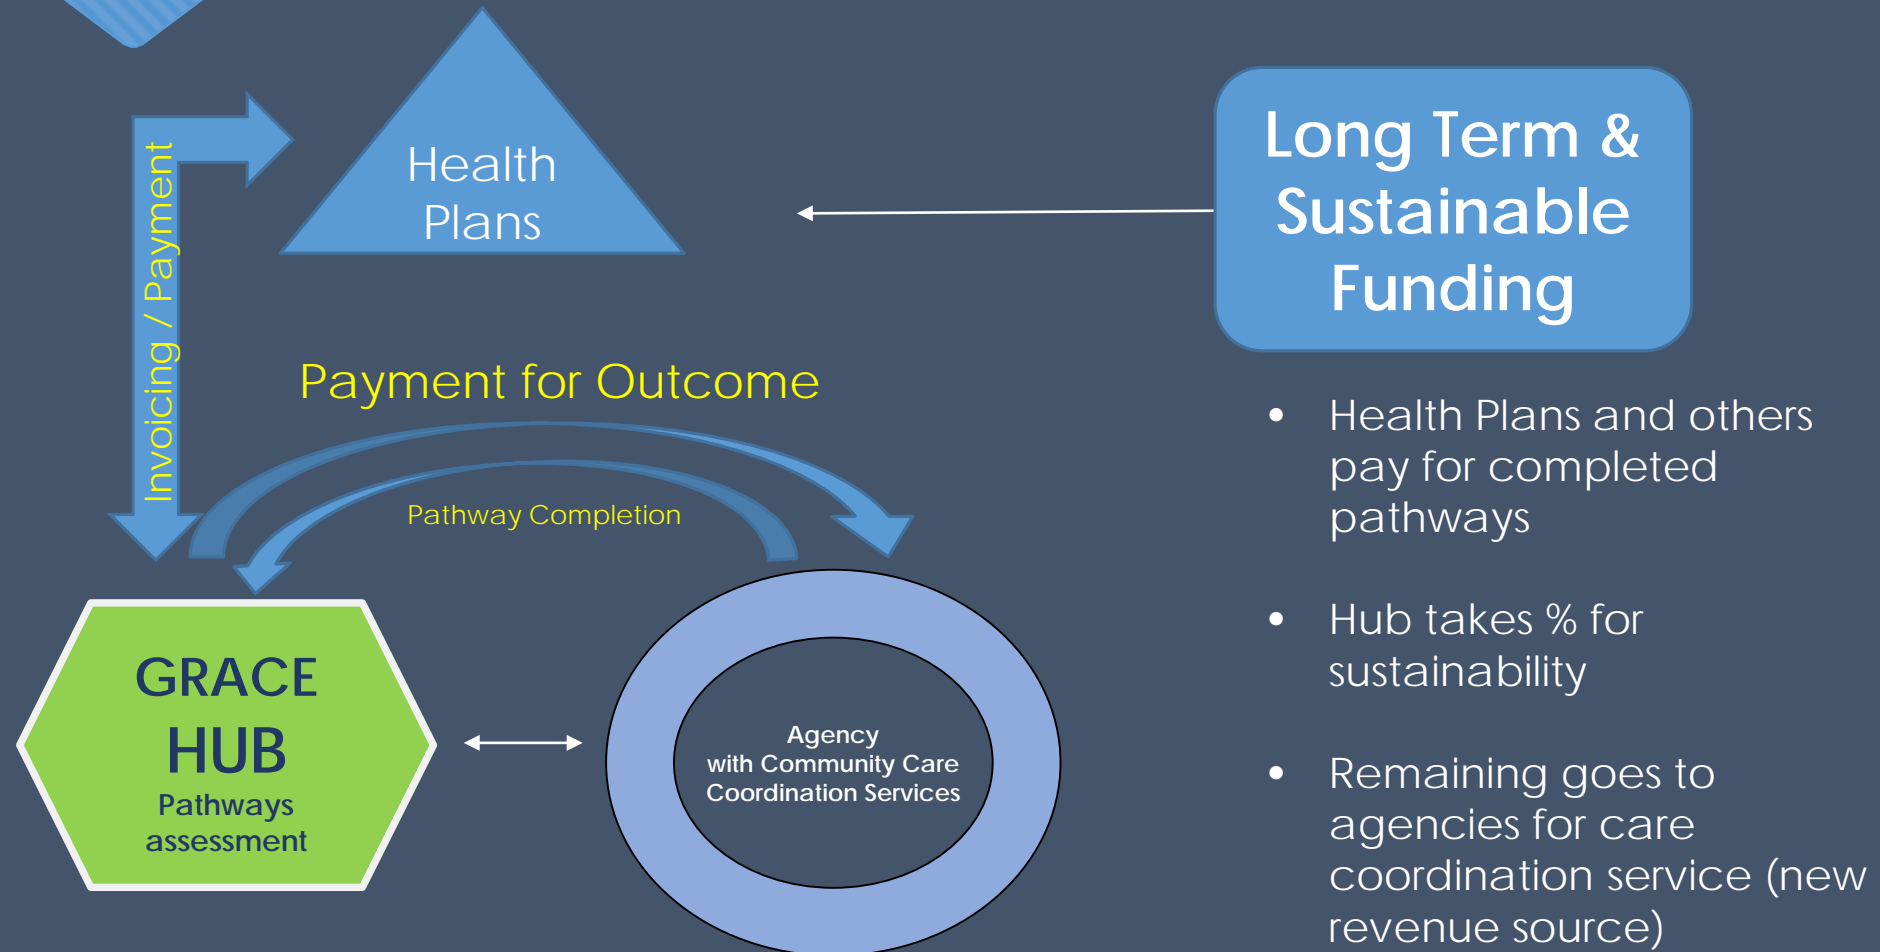 Health
Plans
Invoicing / Payment
Payment for Outcome
Pathway Completion
GRACE
HUB
Pathways
assessment
Agency
with Community Care
Coordination Services
Long Term &
Sustainable
Funding
• Health Plans and others
pay for completed
pathways
• Hub takes % for
sustainability
• Remaining goes to
agencies for care
coordination service (new
revenue source)